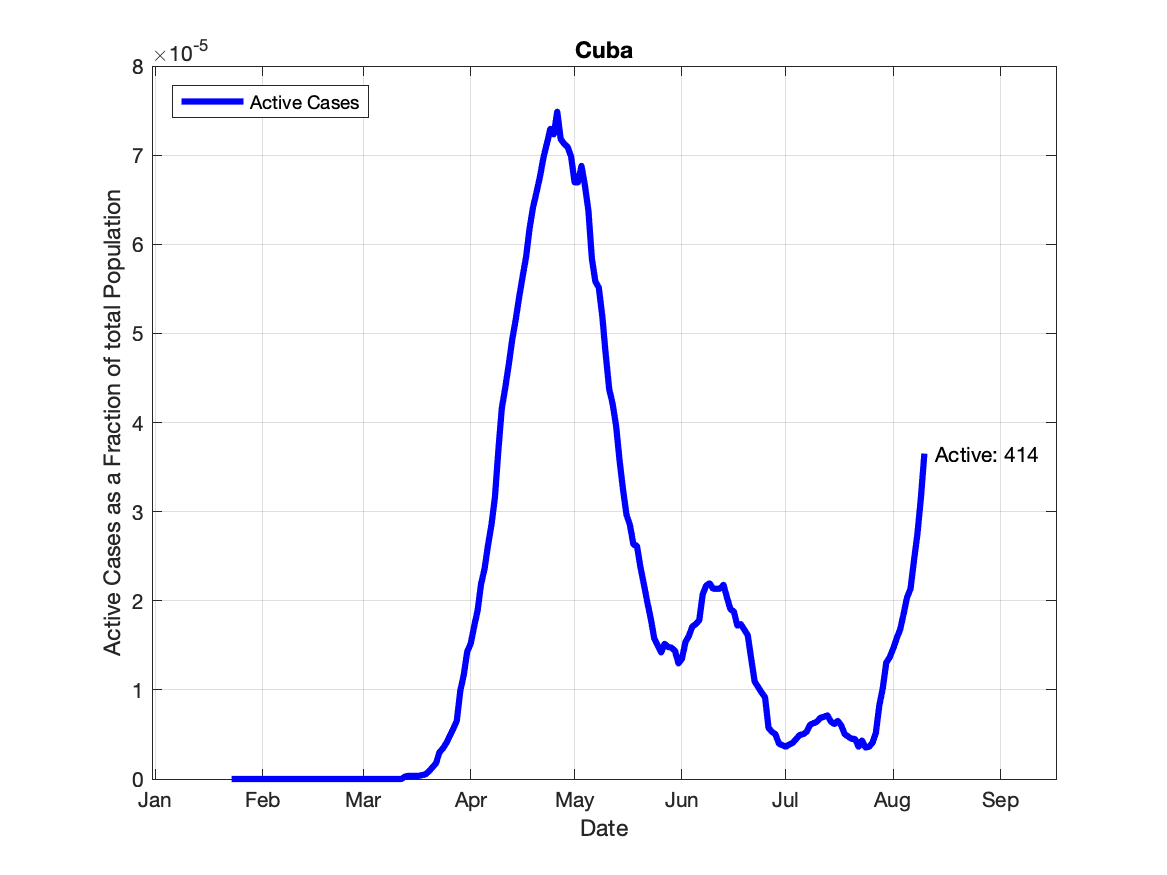 Cuba
×10-5
Active Cases
8
7
6
5
4
3
2
1
0
Active Cases as a Fraction of total Population
Active: 414
Jan Feb Mar Apr May Jun Jul Aug Sep
Date